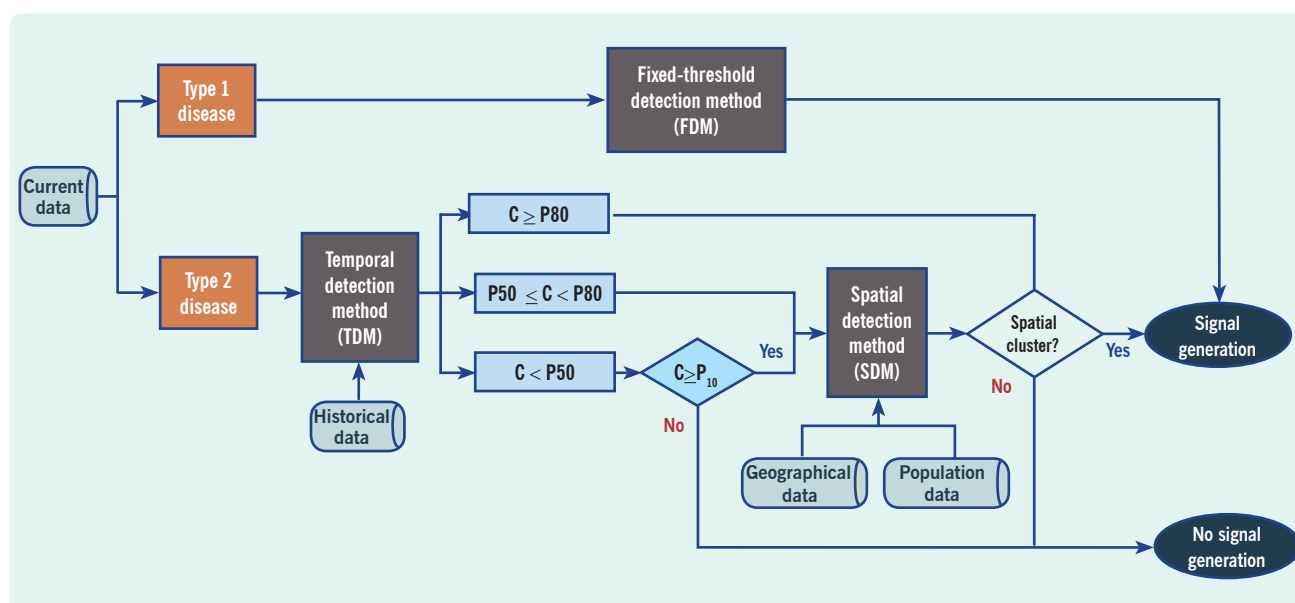 Type 1
disease
Fixed-threshold
detection method
(FDM)
Current
data
C ≥ P80
Type 2
disease
Temporal
detection
method
(TDM)
P50 ≤ C < P80
Spatial
detection
method
(SDM)
Spatial
cluster?
Yes
Signal
generation
C < P50
C≥P10
Yes
No
No
Historical
data
Geographical
data
Population
data
No signal
generation